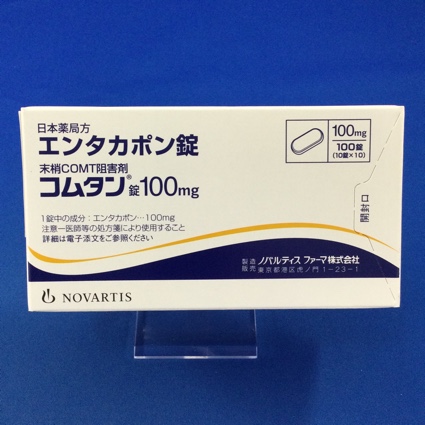 日本薬局方
エンタカポン錠
末梢COMT阻害剤
コムタン®錠100mg
1錠中の成分:エンタカポン…100mg
注意-医師等の処方箋により使用すること
詳細は電子添文をご参照ください
100mg
100錠
(10錠×10)
開封口
製造販売 ノバルティス ファーマ株式会社
東京都港区虎ノ門1-23-1
NOVARTIS